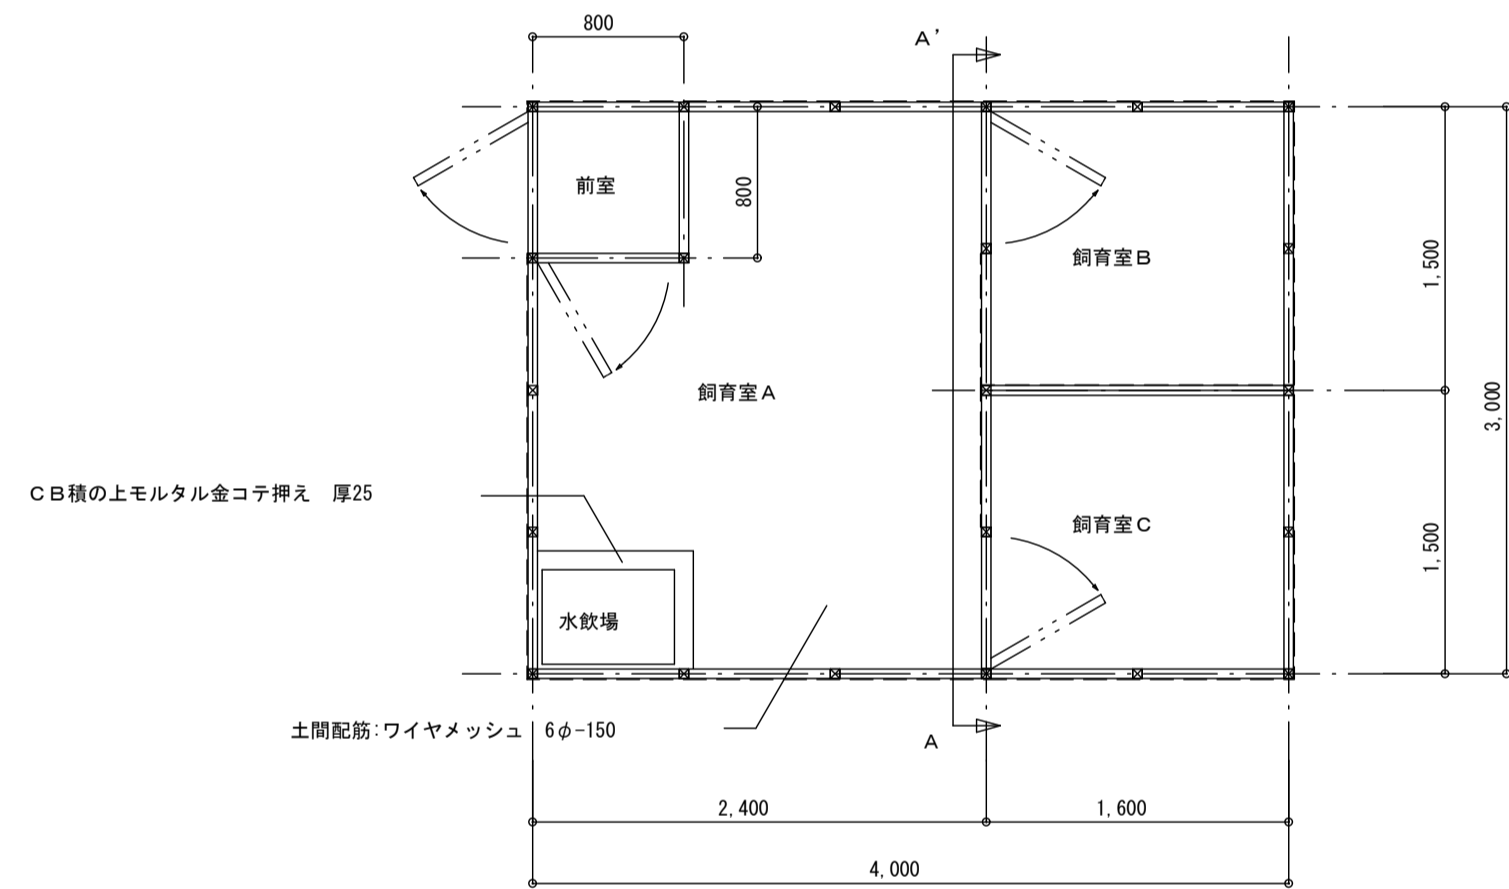 800
A'
前室
800
飼育室B
1,500
飼育室A
3,000
CB積の上モルタル金コテ押え 厚25
飼育室C
1,500
水飲場
土間配筋:ワイヤメッシュ 6φ-150
A
2,400
1,600
4,000